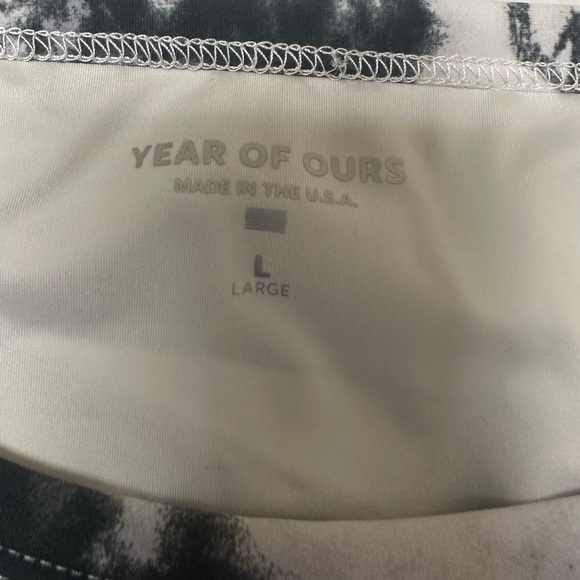 YEAR OF OURS
MADE IN THE U.S.A.
L
LARGE